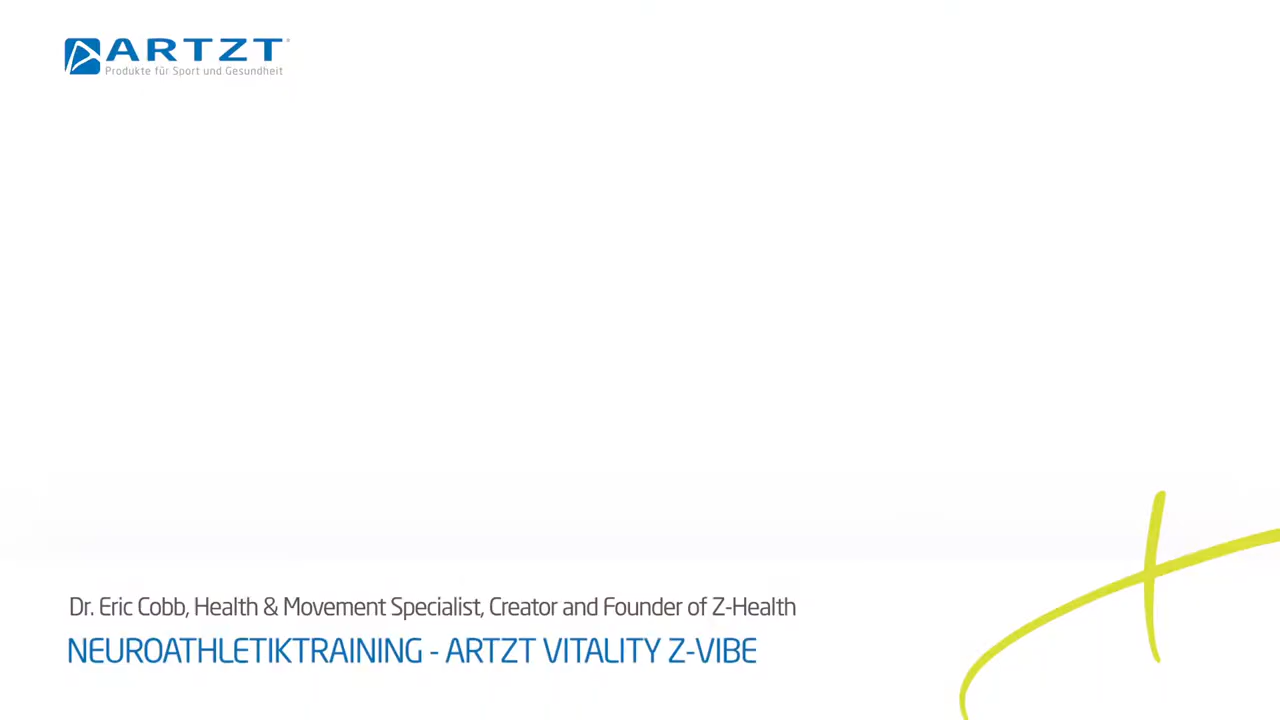 ARTZT
Produkte für Sport und Gesundheit
Dr. Eric Cobb, Health & Movement Specialist, Creator and Founder of Z-Health
NEUROATHLETIKTRAINING - ARTZT VITALITY Z-VIBE